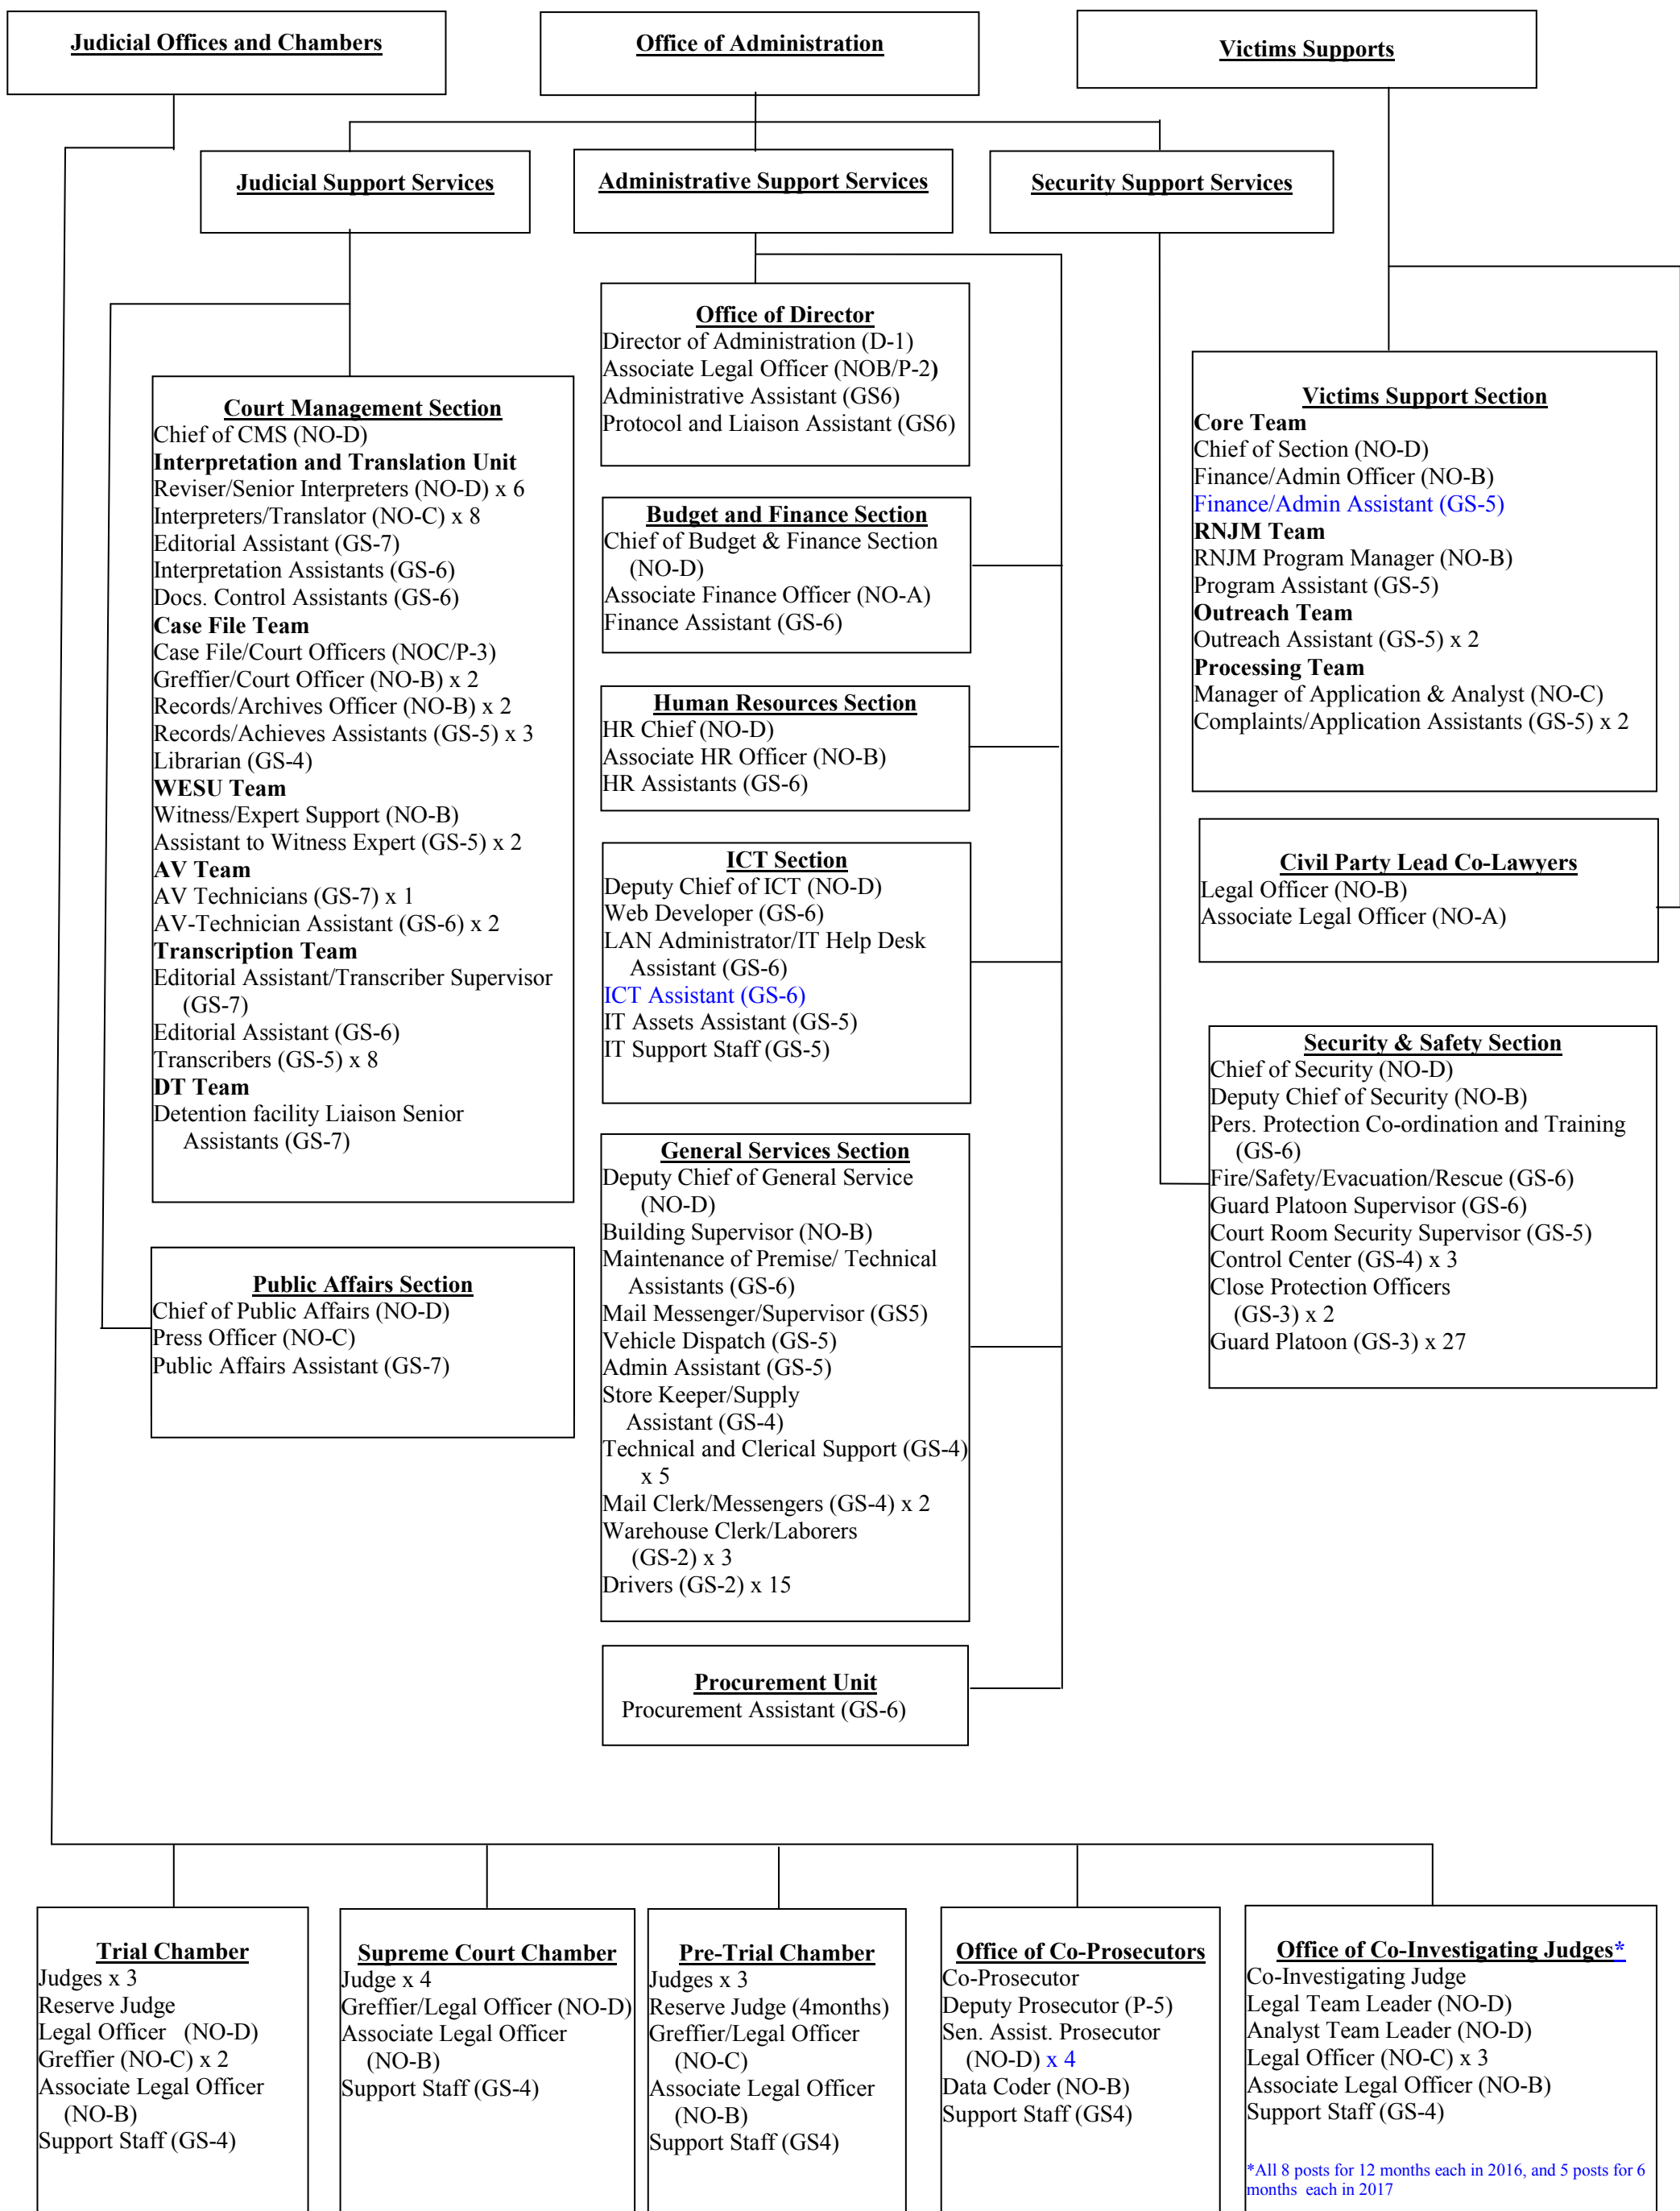 Judicial Offices and Chambers
Office of Administration
Victims Supports
Judicial Support Services
Administrative Support Services
Security Support Services
Court Management Section
Chief of CMS (NO-D)
Interpretation and Translation Unit
Reviser/Senior Interpreters (NO-D) x 6
Interpreters/Translator (NO-C) x 8
Editorial Assistant (GS-7)
Interpretation Assistants (GS-6)
Docs. Control Assistants (GS-6)
Case File Team
Case File/Court Officers (NOC/P-3)
Greffier/Court Officer (NO-B) x 2
Records/Archives Officer (NO-B) x 2
Records/Achieves Assistants (GS-5) x 3
Librarian (GS-4)
WESU Team
Witness/Expert Support (NO-B)
Assistant to Witness Expert (GS-5) x 2
AV Team
AV Technicians (GS-7) x 1
AV-Technician Assistant (GS-6) x 2
Transcription Team
Editorial Assistant/Transcriber Supervisor
(GS-7)
Editorial Assistant (GS-6)
Transcribers (GS-5) x 8
DT Team
Detention facility Liaison Senior
Assistants (GS-7)
Public Affairs Section
Chief of Public Affairs (NO-D)
Press Officer (NO-C)
Public Affairs Assistant (GS-7)
Office of Director
Director of Administration (D-1)
Associate Legal Officer (NOB/P-2)
Administrative Assistant (GS6)
Protocol and Liaison Assistant (GS6)
Budget and Finance Section
Chief of Budget & Finance Section
(NO-D)
Associate Finance Officer (NO-A)
Finance Assistant (GS-6)
Human Resources Section
HR Chief (NO-D)
Associate HR Officer (NO-B)
HR Assistants (GS-6)
ICT Section
Deputy Chief of ICT (NO-D)
Web Developer (GS-6)
LAN Administrator/IT Help Desk
Assistant (GS-6)
ICT Assistant (GS-6)
IT Assets Assistant (GS-5)
IT Support Staff (GS-5)
General Services Section
Deputy Chief of General Service
(NO-D)
Building Supervisor (NO-B)
Maintenance of Premise/ Technical
Assistants (GS-6)
Mail Messenger/Supervisor (GS5)
Vehicle Dispatch (GS-5)
Admin Assistant (GS-5)
Store Keeper/Supply
Assistant (GS-4)
Technical and Clerical Support (GS-4)
x 5
Mail Clerk/Messengers (GS-4) x 2
Warehouse Clerk/Laborers
(GS-2) x 3
Drivers (GS-2) x 15
Procurement Unit
Procurement Assistant (GS-6)
Victims Support Section
Core Team
Chief of Section (NO-D)
Finance/Admin Officer (NO-B)
Finance/Admin Assistant (GS-5)
RNJM Team
RNJM Program Manager (NO-B)
Program Assistant (GS-5)
Outreach Team
Outreach Assistant (GS-5) x 2
Processing Team
Manager of Application & Analyst (NO-C)
Complaints/Application Assistants (GS-5) x 2
Civil Party Lead Co-Lawyers
Legal Officer (NO-B)
Associate Legal Officer (NO-A)
Security & Safety Section
Chief of Security (NO-D)
Deputy Chief of Security (NO-B)
Pers. Protection Co-ordination and Training
(GS-6)
Fire/Safety/Evacuation/Rescue (GS-6)
Guard Platoon Supervisor (GS-6)
Court Room Security Supervisor (GS-5)
Control Center (GS-4) x 3
Close Protection Officers
(GS-3) x 2
Guard Platoon (GS-3) x 27
Trial Chamber
Judges x 3
Reserve Judge
Legal Officer (NO-D)
Greffier (NO-C) x 2
Associate Legal Officer
(NO-B)
Support Staff (GS-4)
Supreme Court Chamber
Judge x 4
Greffier/Legal Officer (NO-D)
Associate Legal Officer
(NO-B)
Support Staff (GS-4)
Pre-Trial Chamber
Judges x 3
Reserve Judge (4months)
Greffier/Legal Officer
(NO-C)
Associate Legal Officer
(NO-B)
Support Staff (GS4)
Office of Co-Prosecutors
Co-Prosecutor
Deputy Prosecutor (P-5)
Sen. Assist. Prosecutor
(NO-D) x 4
Data Coder (NO-B)
Support Staff (GS4)
Office of Co-Investigating Judges*
Co-Investigating Judge
Legal Team Leader (NO-D)
Analyst Team Leader (NO-D)
Legal Officer (NO-C) x 3
Associate Legal Officer (NO-B)
Support Staff (GS-4)
*All 8 posts for 12 months each in 2016, and 5 posts for 6
months each in 2017